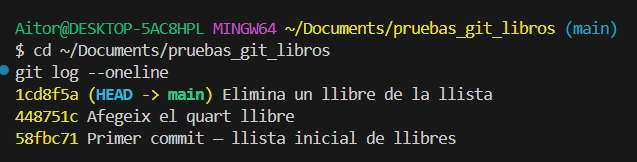 Aitor@DESKTOP-5AC8HPL MINGW64 ~/Documents/pruebas_git_libros (main)
$ cd ~/Documents/pruebas_git_libros
git log --oneline
1cd8f5a (HEAD -> main) Elimina un llibre de la llista
448751c Afegeix el quart llibre
58fbc71 Primer commit — llista inicial de llibres